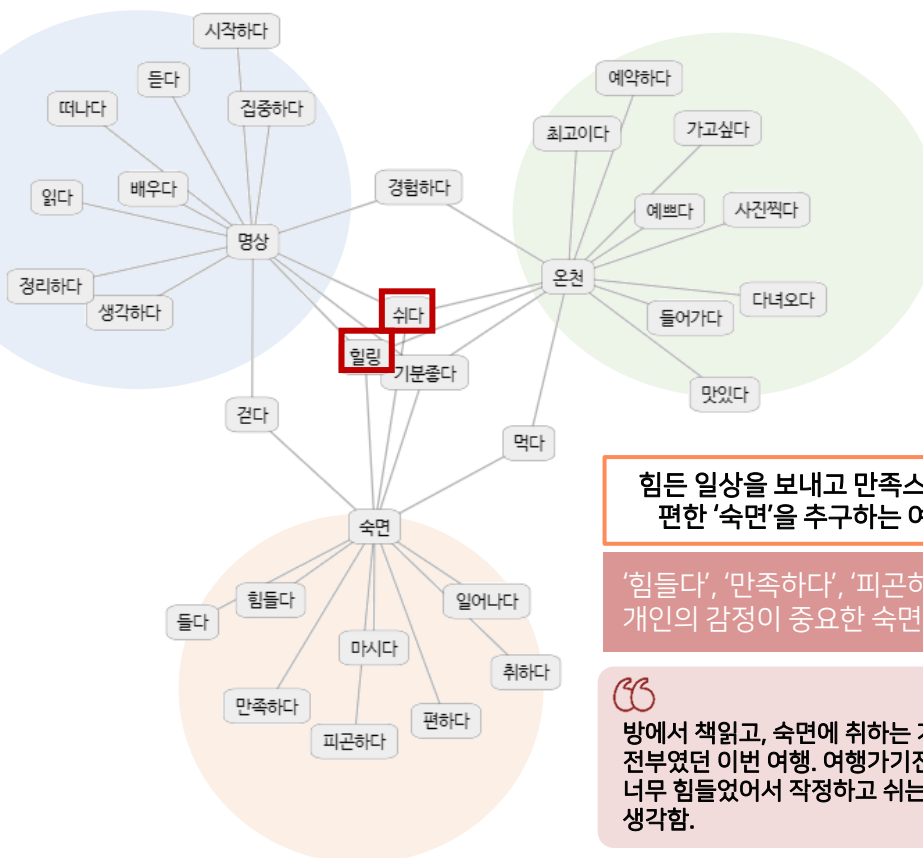 시작하다
듣다
떠나다
집중하다
읽다
배우다
명상
정리하다
생각하다
경험하다
쉬다
힐링
기분좋다
걷다
먹다
예약하다
최고이다
가고싶다
예쁘다
사진찍다
온천
다녀오다
들어가다
맛있다
숙면
힘들다
들다
일어나다
마시다
취하다
만족하다
피곤하다
편하다
힘든 일상을 보내고 만족스
편한 ‘숙면’을 추구하는 여
‘힘들다’, ‘만족하다’, ‘피곤하
개인의 감정이 중요한 숙면
방에서 책읽고, 숙면에 취하는
전부였던 이번 여행. 여행가기전
너무 힘들었어서 작정하고 쉬는
생각함.